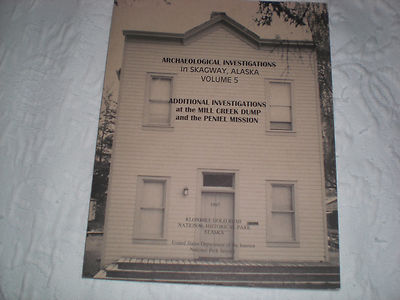 ARCHAEOLOGICAL INVESTIGATIONS
in SKAGWAY, ALASKA
VOLUME 5
ADDITIONAL INVESTIGATIONS
at the MILL CREEK DUMP
and the PENIEL MISSION
1987
KLONDIKE GOLD RUSH
NATIONAL HISTORICAL PARK
ALASKA
United States Department of the Interior
National Park Service